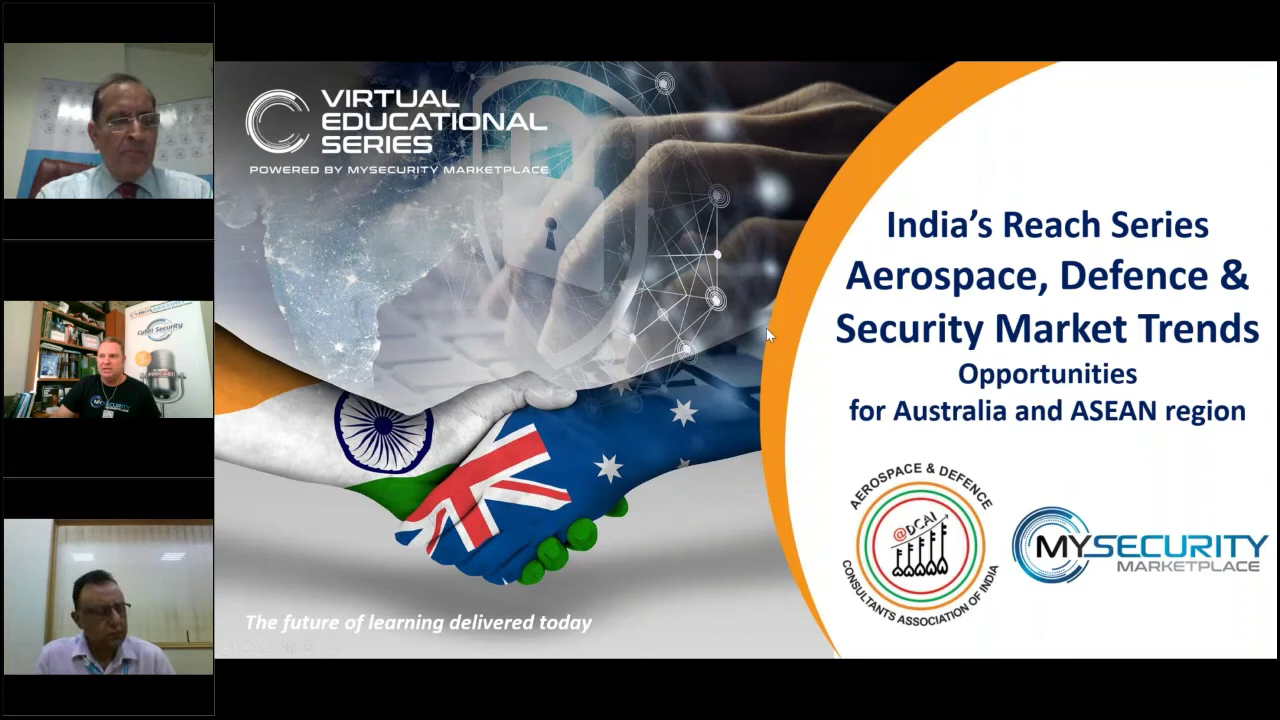 VIRTUAL
EDUCATIONAL
SERIES
POWERED BY MYSECURITY MARKETPLACE
India's Reach Series
Aerospace, Defence &
Security Market Trends
Opportunities
for Australia and ASEAN region
AEROSPACE & DEFENCE
@DCAI
CONSULTANTS ASSOCIATION OF INDIA
MYSECURITY
MARKETPLACE
The future of learning delivered today
Cyber Security
PODCAST
MYSECURITY